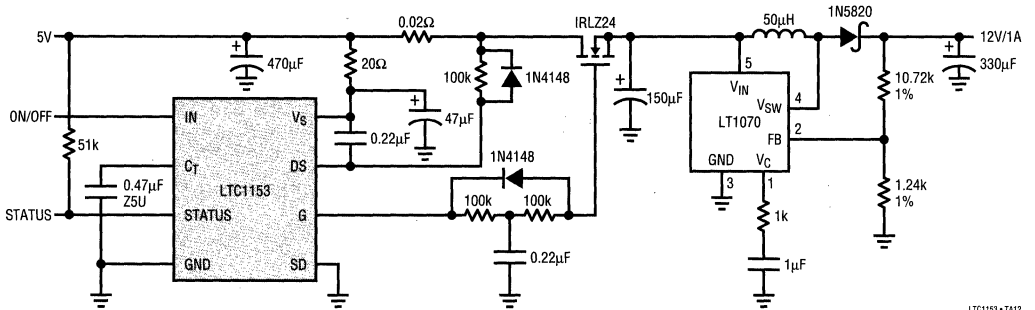 5V
0.02Ω
IRLZ24
50μH
1N5820
12V/1A
470μF
20Ω
100k
1N4148
150μF
5
VIN
VSW
4
LT1070
FB
2
GND
VC
3
1
10.72k
1%
330μF
ON/OFF
IN
VS
47μF
0.22μF
51k
CT
DS
1N4148
LTC1153
0.47μF
Z5U
STATUS
STATUS
G
100k
100k
1k
1.24k
1%
GND
SD
0.22μF
1μF
LTC1153 • TA12